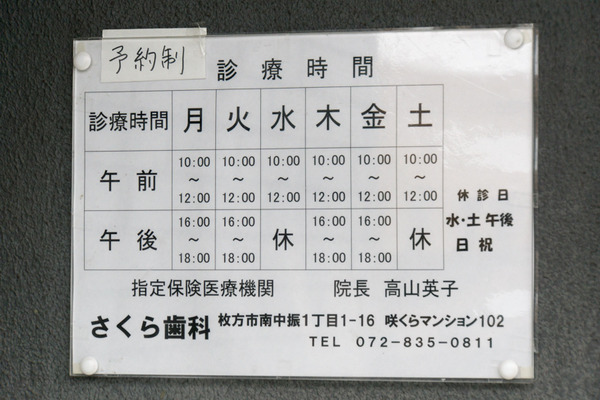 予約制
診療時間
診療時間 月 火 水 木 金 土
午前 10:00～12:00 10:00～12:00 10:00～12:00 10:00～12:00 10:00～12:00 10:00～12:00
午後 16:00～18:00 16:00～18:00 休 16:00～18:00 16:00～18:00 休
休診日
水・土午後
日祝
指定保険医療機関 院長 高山英子
さくら歯科 枚方市南中振1丁目1-16 咲くらマンション102
TEL 072-835-0811